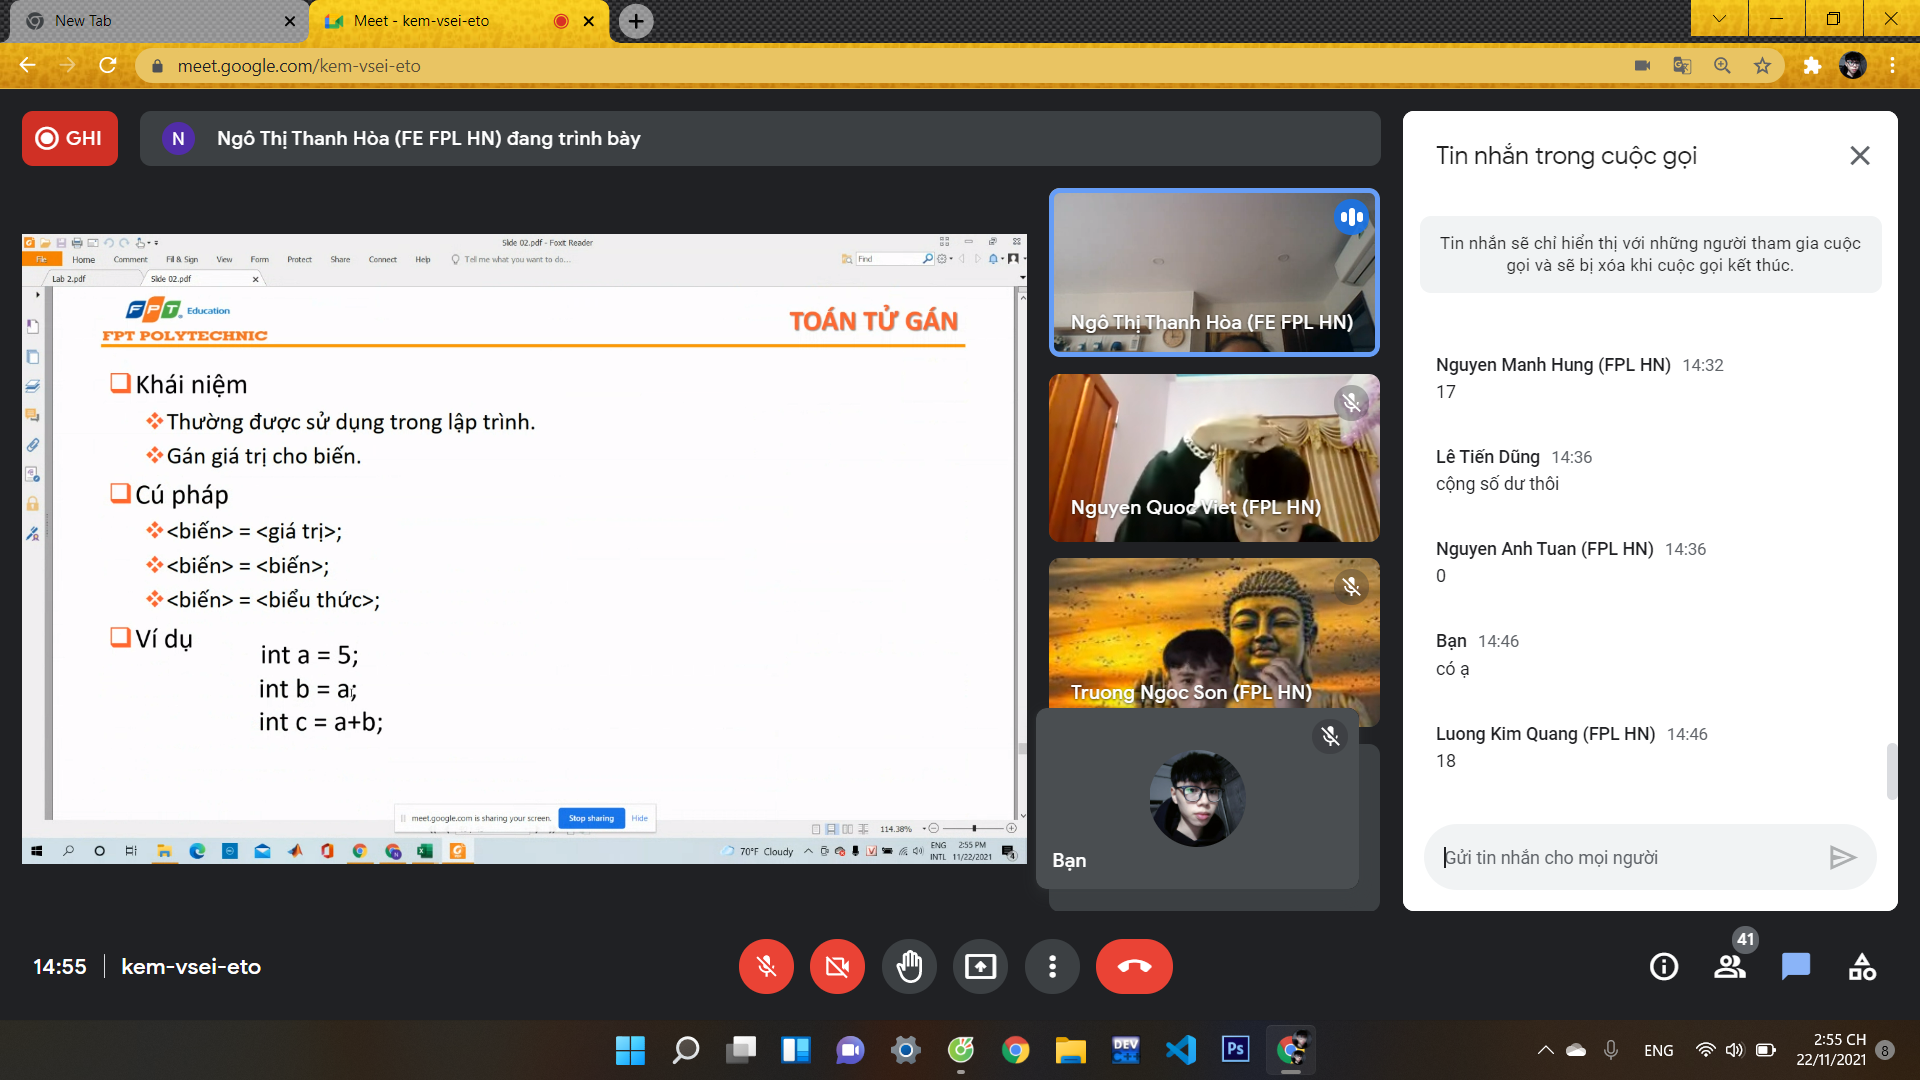 New Tab
Meet - kem-vsei-eto
meet.google.com/kem-vsei-eto
GHI
N
Ngô Thị Thanh Hòa (FE FPL HN) đang trình bày
Slide 02.pdf - Foxit Reader
File Home Comment Fill & Sign View Form Protect Share Connect Help Tell me what you want to do...
Find
Lab 2.pdf
Slide 02.pdf
FPT. Education
FPT POLYTECHNIC
TOÁN TỬ GÁN
Khái niệm
Thường được sử dụng trong lập trình.
Gán giá trị cho biến.
Cú pháp
<biến> = <giá trị>;
<biến> = <biến>;
<biến> = <biểu thức>;
Ví dụ
int a = 5;
int b = a;
int c = a+b;
meet.google.com is sharing your screen.
Stop sharing
Hide
114.38%
70°F Cloudy
ENG
INTL
2:55 PM
11/22/2021
4
Ngô Thị Thanh Hòa (FE FPL HN)
Nguyen Quoc Viet (FPL HN)
Truong Ngoc Son (FPL HN)
Bạn
Tin nhắn trong cuộc gọi
Tin nhắn sẽ chỉ hiển thị với những người tham gia cuộc
gọi và sẽ bị xóa khi cuộc gọi kết thúc.
Nguyen Manh Hung (FPL HN) 14:32
17
Lê Tiến Dũng 14:36
cộng số dư thôi
Nguyen Anh Tuan (FPL HN) 14:36
0
Bạn 14:46
có ạ
Luong Kim Quang (FPL HN) 14:46
18
Gửi tin nhắn cho mọi người
14:55
kem-vsei-eto
41
DEV
Ps
ENG
2:55 CH
22/11/2021
8